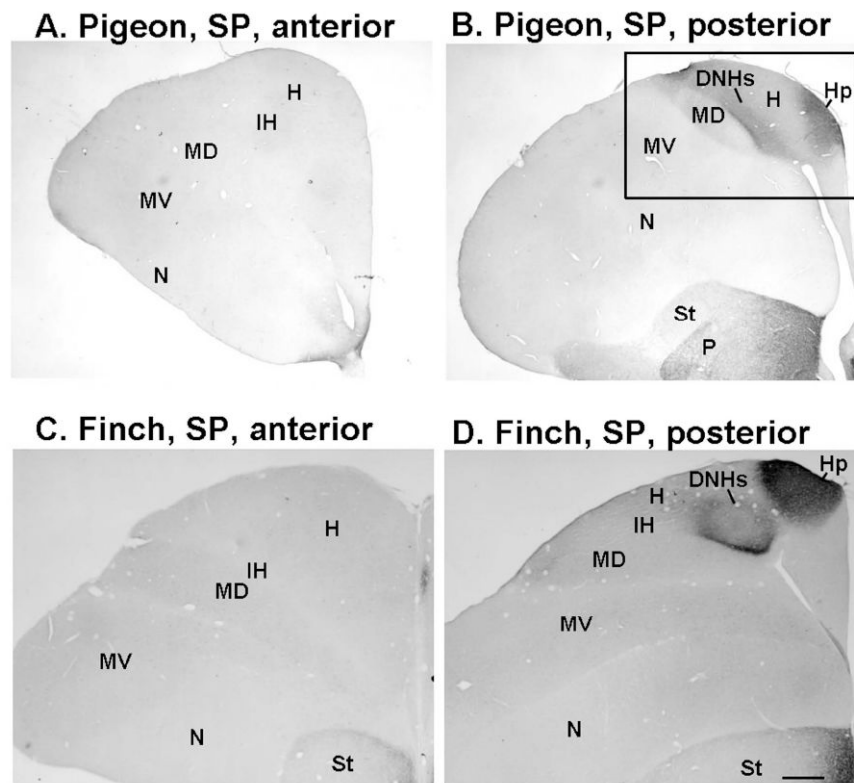 A. Pigeon, SP, anterior
H
IH
MD
MV
N
B. Pigeon, SP, posterior
DNHs
H
Hp
MD
MV
N
St
P
C. Finch, SP, anterior
H
IH
MD
MV
N
St
D. Finch, SP, posterior
Hp
DNHs
H
IH
MD
MV
N
St